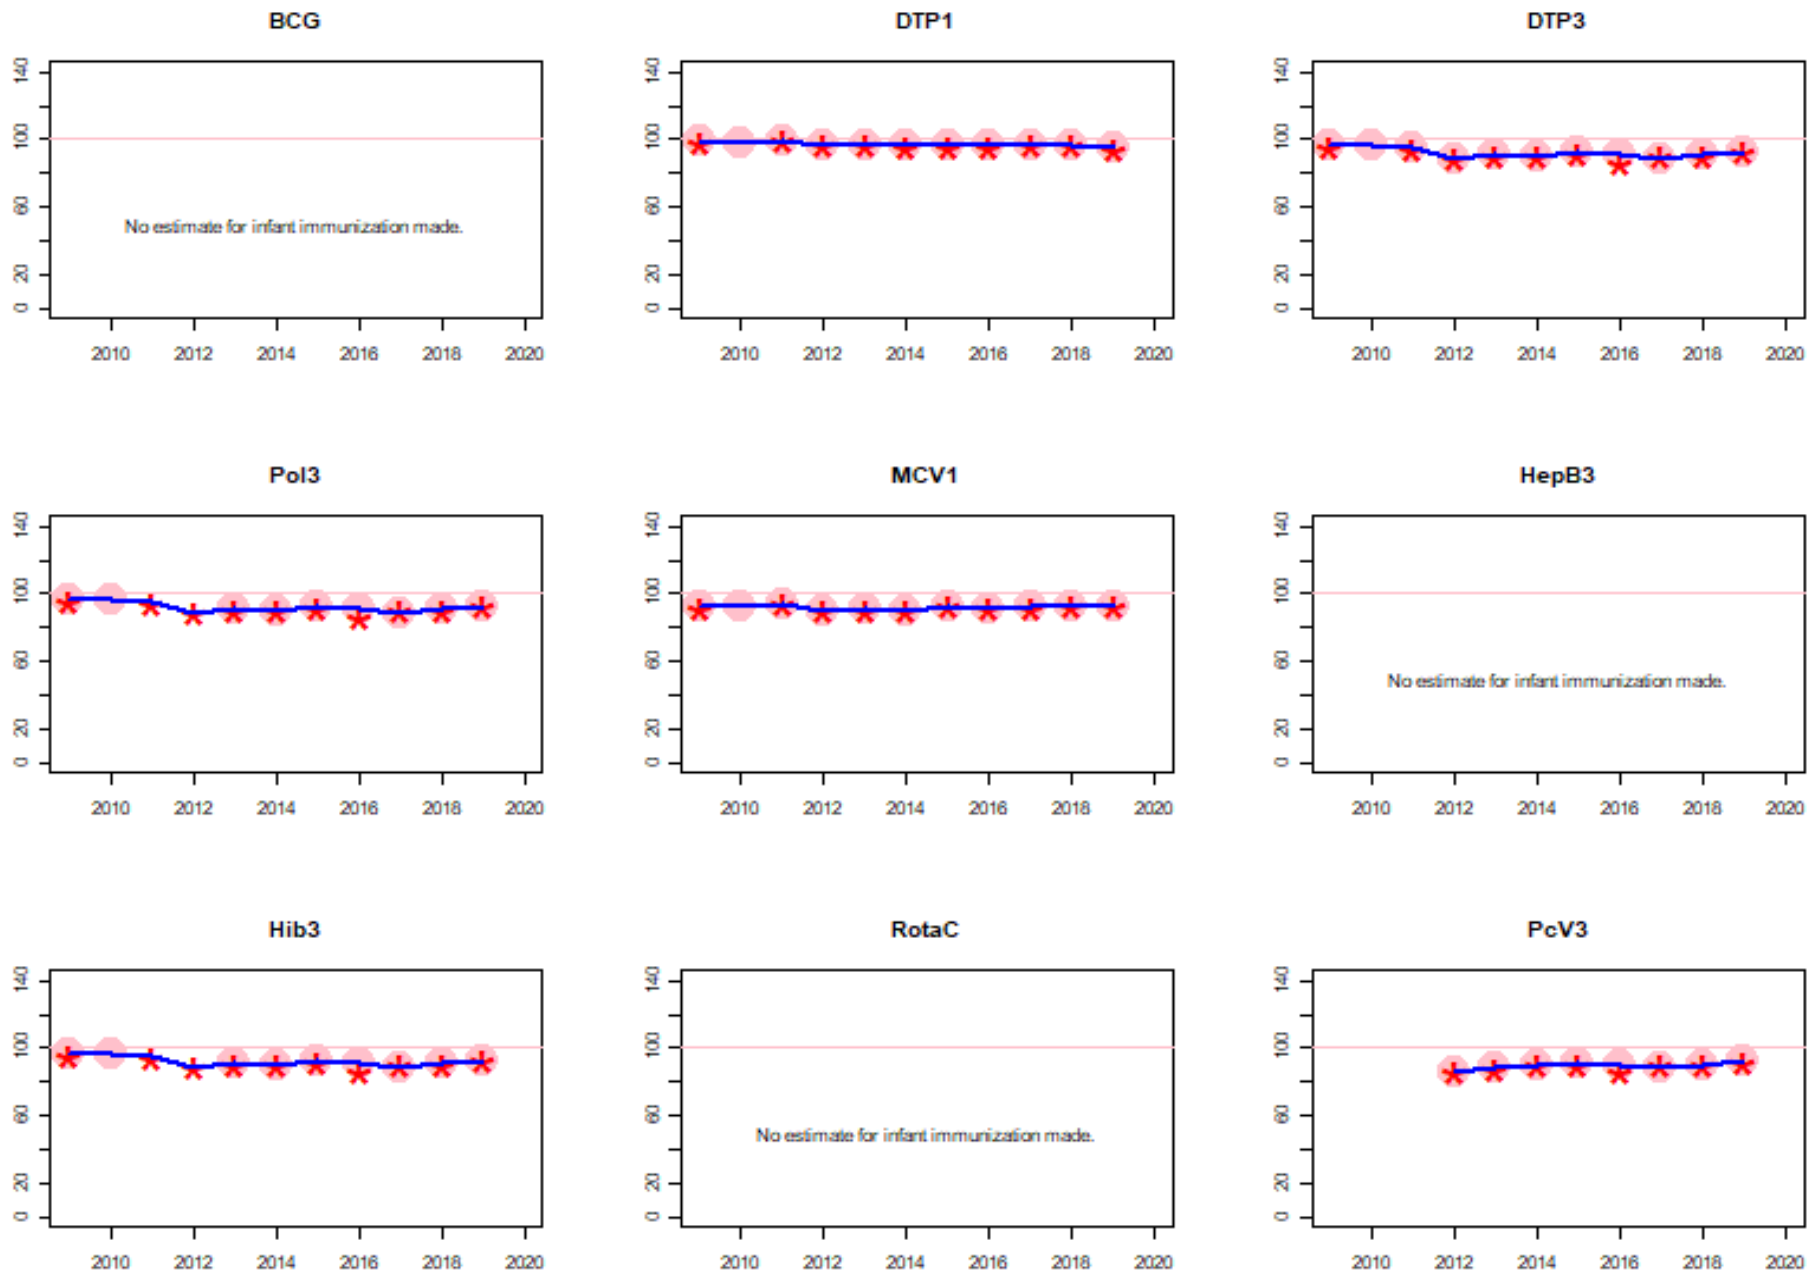 BCG DTP1 DTP3
140 140 140
100 100 100
60 60 60
No estimate for infant immunization made.
20 20 20
0 0 0
2010 2012 2014 2016 2018 2020 2010 2012 2014 2016 2018 2020 2010 2012 2014 2016 2018 2020
Pol3 MCV1 HepB3
140 140 140
100 100 100
60 60 60
No estimate for infant immunization made.
20 20 20
0 0 0
2010 2012 2014 2016 2018 2020 2010 2012 2014 2016 2018 2020 2010 2012 2014 2016 2018 2020
Hib3 RotaC PcV3
140 140 140
100 100 100
60 60 60
No estimate for infant immunization made.
20 20 20
0 0 0
2010 2012 2014 2016 2018 2020 2010 2012 2014 2016 2018 2020 2010 2012 2014 2016 2018 2020